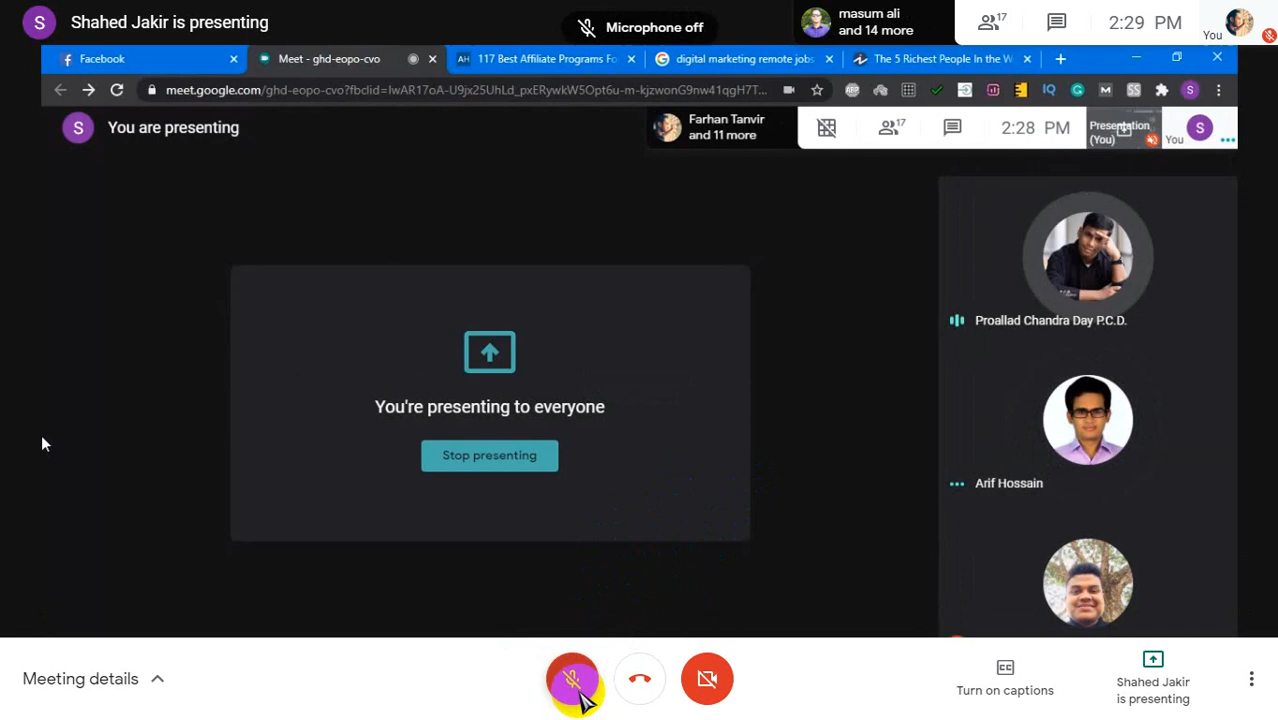 S Shahed Jakir is presenting
Microphone off
masum ali
and 14 more
17
2:29 PM
You
Facebook
Meet - ghd-eopo-cvo
AH 117 Best Affiliate Programs Fo
G digital marketing remote jobs
The 5 Richest People In the W
meet.google.com/ghd-eopo-cvo?fbclid=IwAR17oA-U9jx25UhLd_pxERywkW5Opt6u-m-kjzwonG9nw41qgH7T...
ABP
IQ
G
M
SS
S
S You are presenting
Farhan Tanvir
and 11 more
17
2:28 PM
Presentation
(You)
You
S
You're presenting to everyone
Stop presenting
Proallad Chandra Day P.C.D.
Arif Hossain
Meeting details
CC
Turn on captions
Shahed Jakir
is presenting